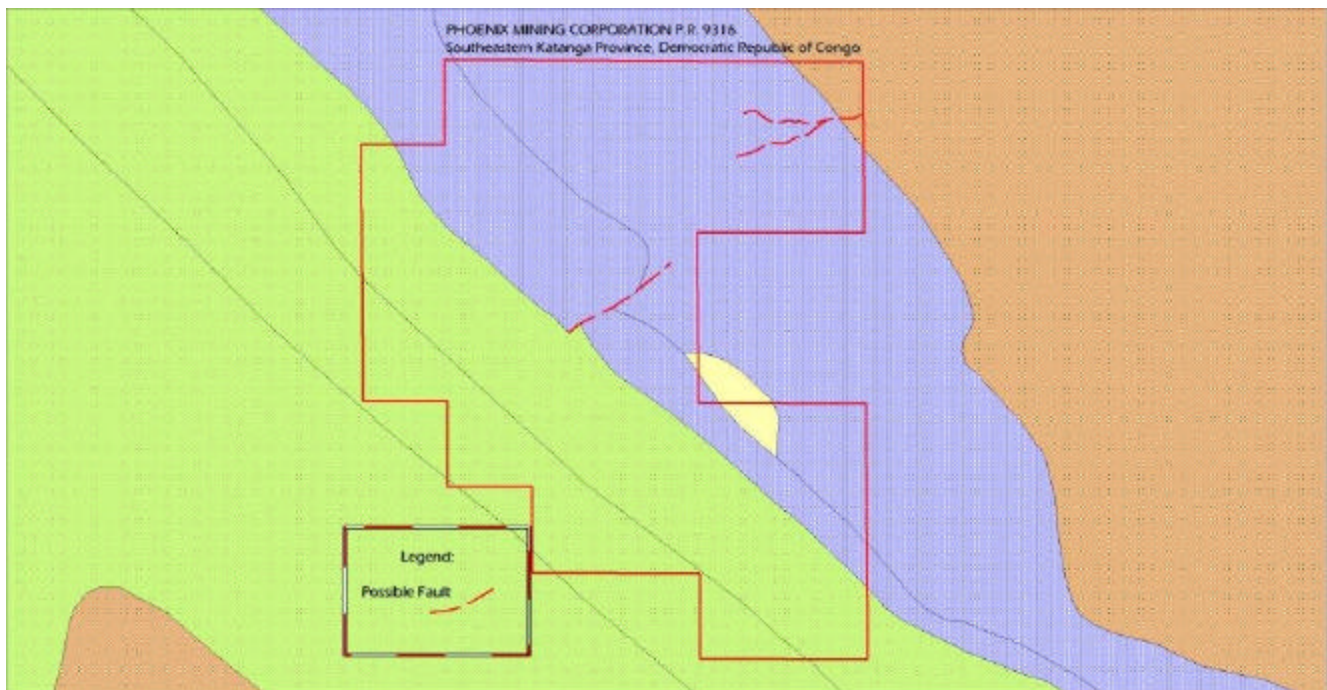 PHOENIX MINING CORPORATION P.R. 9316
Southeastern Katanga Province, Democratic Republic of Congo
Legend:
Possible Fault